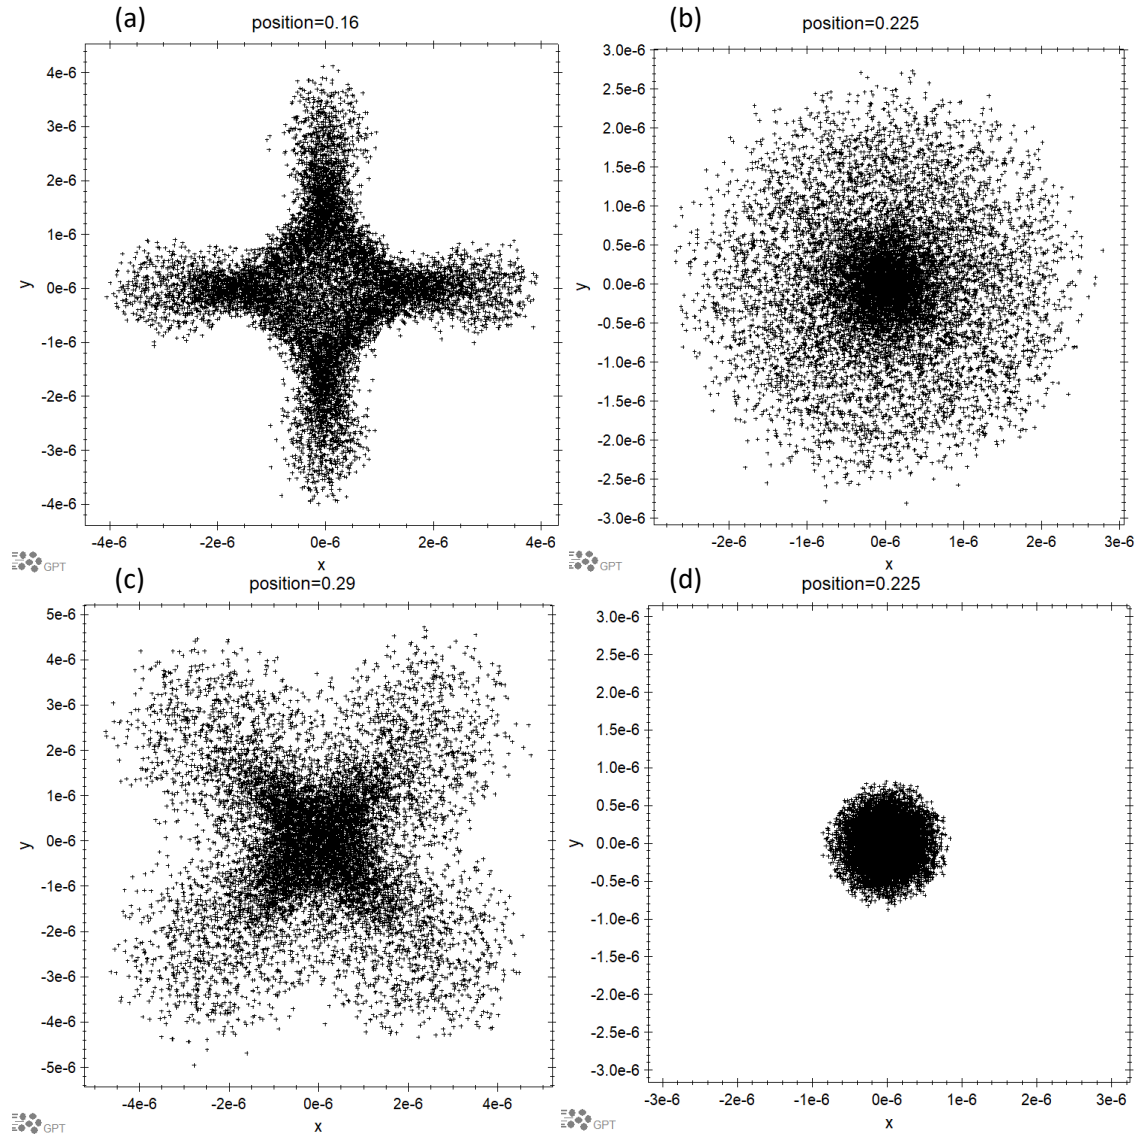 (a)
position=0.16
4e-6
3e-6
2e-6
1e-6
0e-6
-1e-6
-2e-6
-3e-6
-4e-6
y
-4e-6 -2e-6 0e-6 2e-6 4e-6
x
GPT
(b)
position=0.225
3.0e-6
2.5e-6
2.0e-6
1.5e-6
1.0e-6
0.5e-6
0.0e-6
-0.5e-6
-1.0e-6
-1.5e-6
-2.0e-6
-2.5e-6
-3.0e-6
y
-2e-6 -1e-6 0e-6 1e-6 2e-6 3e-6
x
GPT
(c)
position=0.29
5e-6
4e-6
3e-6
2e-6
1e-6
0e-6
-1e-6
-2e-6
-3e-6
-4e-6
-5e-6
y
-4e-6 -2e-6 0e-6 2e-6 4e-6
x
GPT
(d)
position=0.225
3.0e-6
2.5e-6
2.0e-6
1.5e-6
1.0e-6
0.5e-6
0.0e-6
-0.5e-6
-1.0e-6
-1.5e-6
-2.0e-6
-2.5e-6
-3.0e-6
y
-3e-6 -2e-6 -1e-6 0e-6 1e-6 2e-6 3e-6
x
GPT